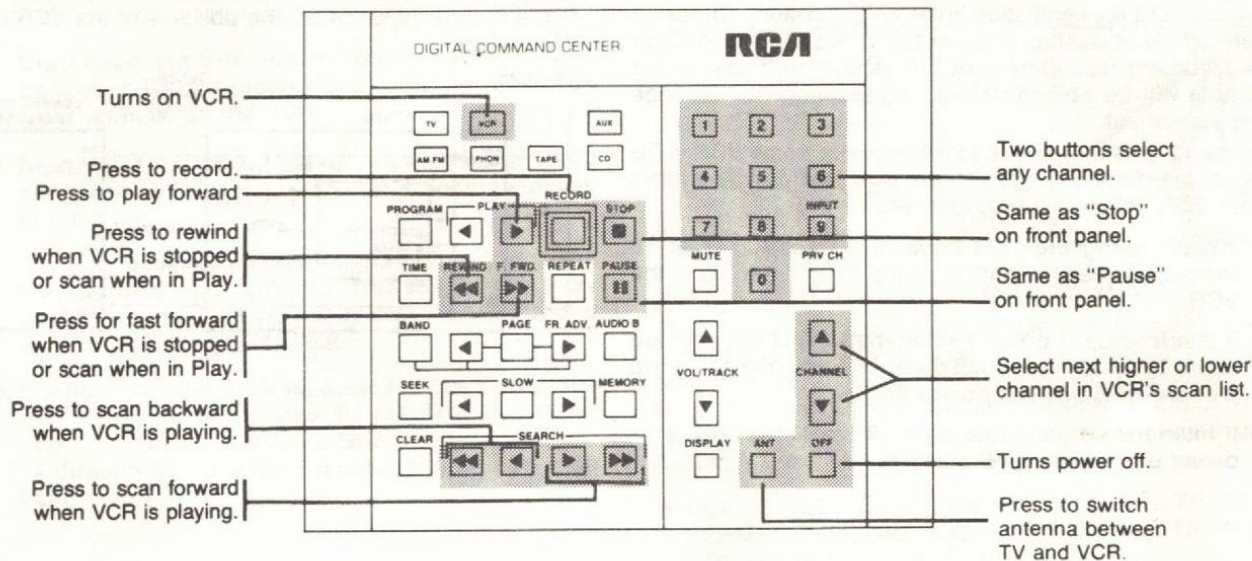 DIGITAL COMMAND CENTER
RCA
Turns on VCR.
Press to record.
Press to play forward
Press to rewind
when VCR is stopped
or scan when in Play.
Press for fast forward
when VCR is stopped
or scan when in Play.
Press to scan backward
when VCR is playing.
Press to scan forward
when VCR is playing.
TV VCR AUX
AM FM PHON TAPE CD
RECORD
PROGRAM PLAY STOP
TIME REWIND F. FWD REPEAT PAUSE
BAND PAGE FR. ADV. AUDIO B
SEEK SLOW MEMORY
CLEAR SEARCH
1 2 3
4 5 6
INPUT
7 8 9
MUTE 0 PRV CH
VOL/TRACK CHANNEL
DISPLAY ANT OFF
Two buttons select
any channel.
Same as "Stop"
on front panel.
Same as "Pause"
on front panel.
Select next higher or lower
channel in VCR's scan list.
Turns power off.
Press to switch
antenna between
TV and VCR.